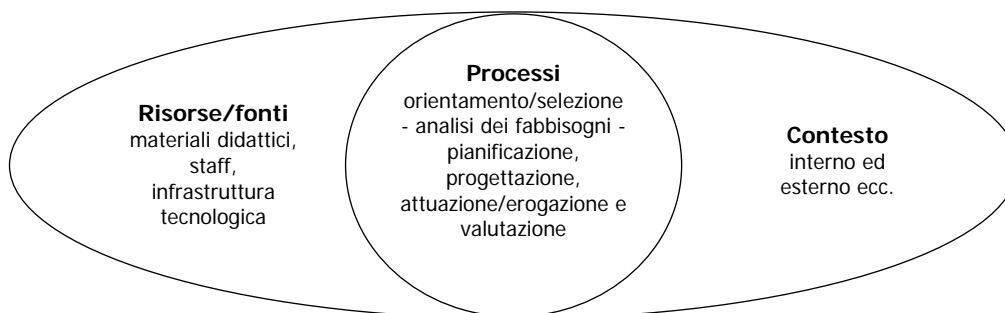 Risorse/fonti
materiali didattici,
staff,
infrastruttura
tecnologica
Processi
orientamento/selezione
- analisi dei fabbisogni -
pianificazione,
progettazione,
attuazione/erogazione e
valutazione
Contesto
interno ed
esterno ecc.